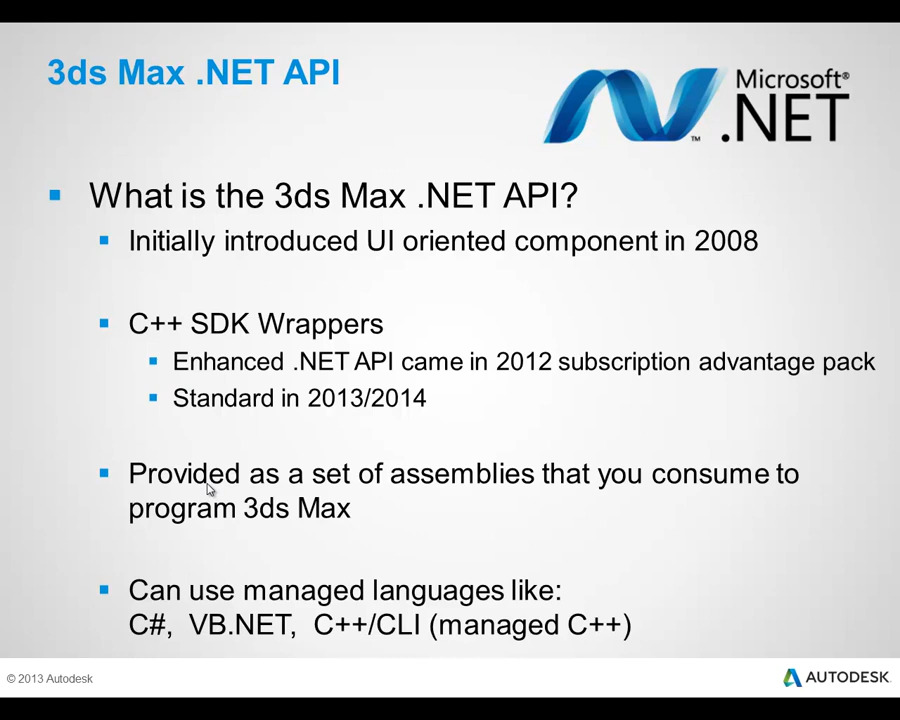 3ds Max .NET API
Microsoft®
.NET
™
What is the 3ds Max .NET API?
Initially introduced UI oriented component in 2008
C++ SDK Wrappers
Enhanced .NET API came in 2012 subscription advantage pack
Standard in 2013/2014
Provided as a set of assemblies that you consume to
program 3ds Max
Can use managed languages like:
C#, VB.NET, C++/CLI (managed C++)
© 2013 Autodesk
AUTODESK.